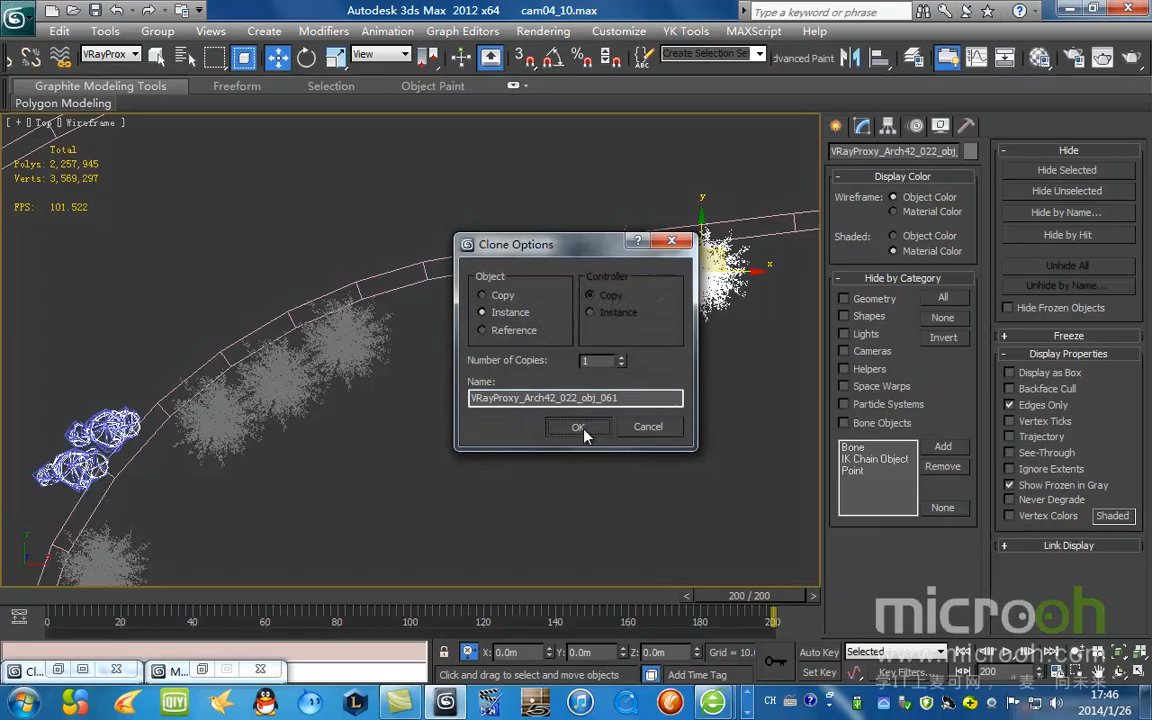 Autodesk 3ds Max 2012 x64 cam04_10.max
Type a keyword or phrase
File Edit Tools Group Views Create Modifiers Animation Graph Editors Rendering Customize YK Tools MAXScript Help
VRayProx View Create Selection Se Advanced Paint
Graphite Modeling Tools Freeform Selection Object Paint
Polygon Modeling
[ + ] Top [ Wireframe ]
Total
Polys: 2,257,945
Verts: 3,569,297
FPS: 101.522
y
x
Clone Options
Object
Copy
Instance
Reference
Controller
Copy
Instance
Number of Copies: 1
Name:
VRayProxy_Arch42_022_obj_061
OK Cancel
VRayProxy_Arch42_022_obj_
Display Color
Wireframe: Object Color
Material Color
Shaded: Object Color
Material Color
Hide by Category
Geometry
Shapes
Lights
Cameras
Helpers
Space Warps
Particle Systems
Bone Objects
All
None
Invert
Bone
IK Chain Object
Point
Add
Remove
None
Hide
Hide Selected
Hide Unselected
Hide by Name...
Hide by Hit
Unhide All
Unhide by Name...
Hide Frozen Objects
Freeze
Display Properties
Display as Box
Backface Cull
Edges Only
Vertex Ticks
Trajectory
See-Through
Ignore Extents
Show Frozen in Gray
Never Degrade
Vertex Colors Shaded
Link Display
200 / 200
0 20 40 60 80 100 120 140 160 180 200
X: 0.0m Y: 0.0m Z: 0.0m Grid = 10.0
Auto Key Selected
Click and drag to select and move objects Add Time Tag
Set Key Key Filters... 200
microoh
www.microoh.com
CH
17:46
2014/1/26